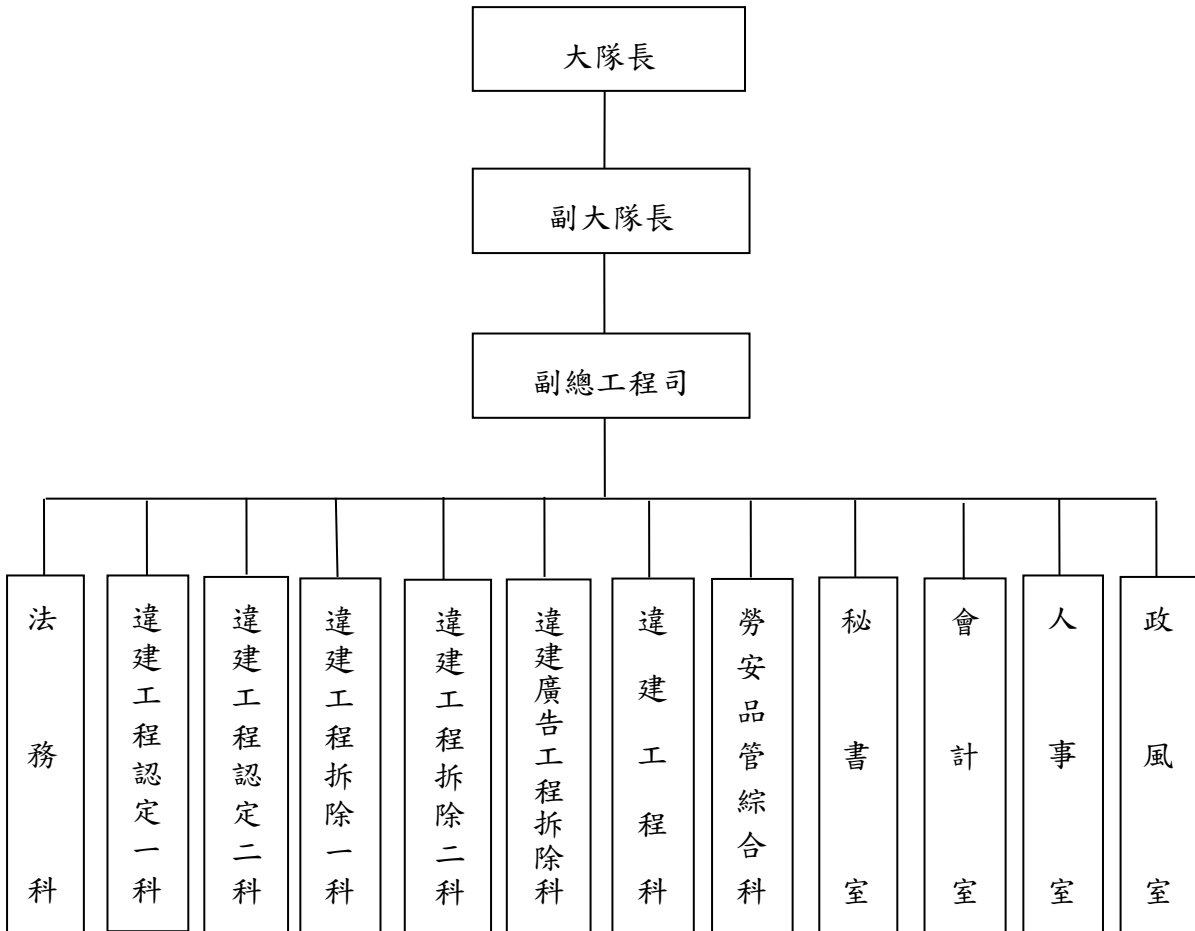 大隊長
副大隊長
副總工程司
法務科
違建工程認定一科
違建工程認定二科
違建工程拆除一科
違建工程拆除二科
違建廣告工程拆除科
違建工程科
勞安品管綜合科
秘書室
會計室
人事室
政風室